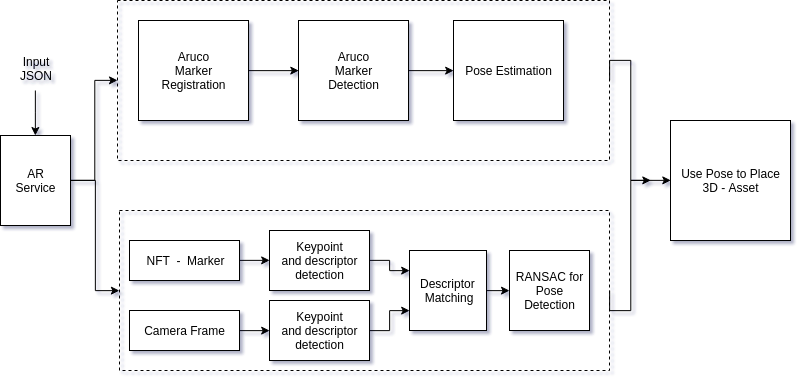 Input
JSON
AR
Service
Aruco
Marker
Registration
Aruco
Marker
Detection
Pose Estimation
NFT - Marker
Keypoint
and descriptor
detection
Camera Frame
Keypoint
and descriptor
detection
Descriptor
Matching
RANSAC for
Pose
Detection
Use Pose to Place
3D - Asset